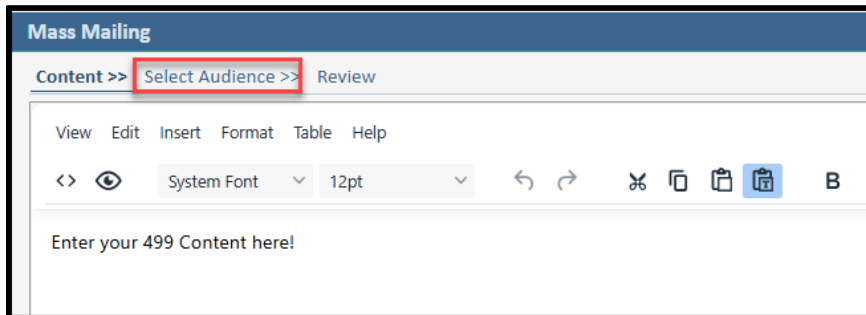 Mass Mailing
Content >> Select Audience >> Review
View Edit Insert Format Table Help
System Font 12pt B
Enter your 499 Content here!